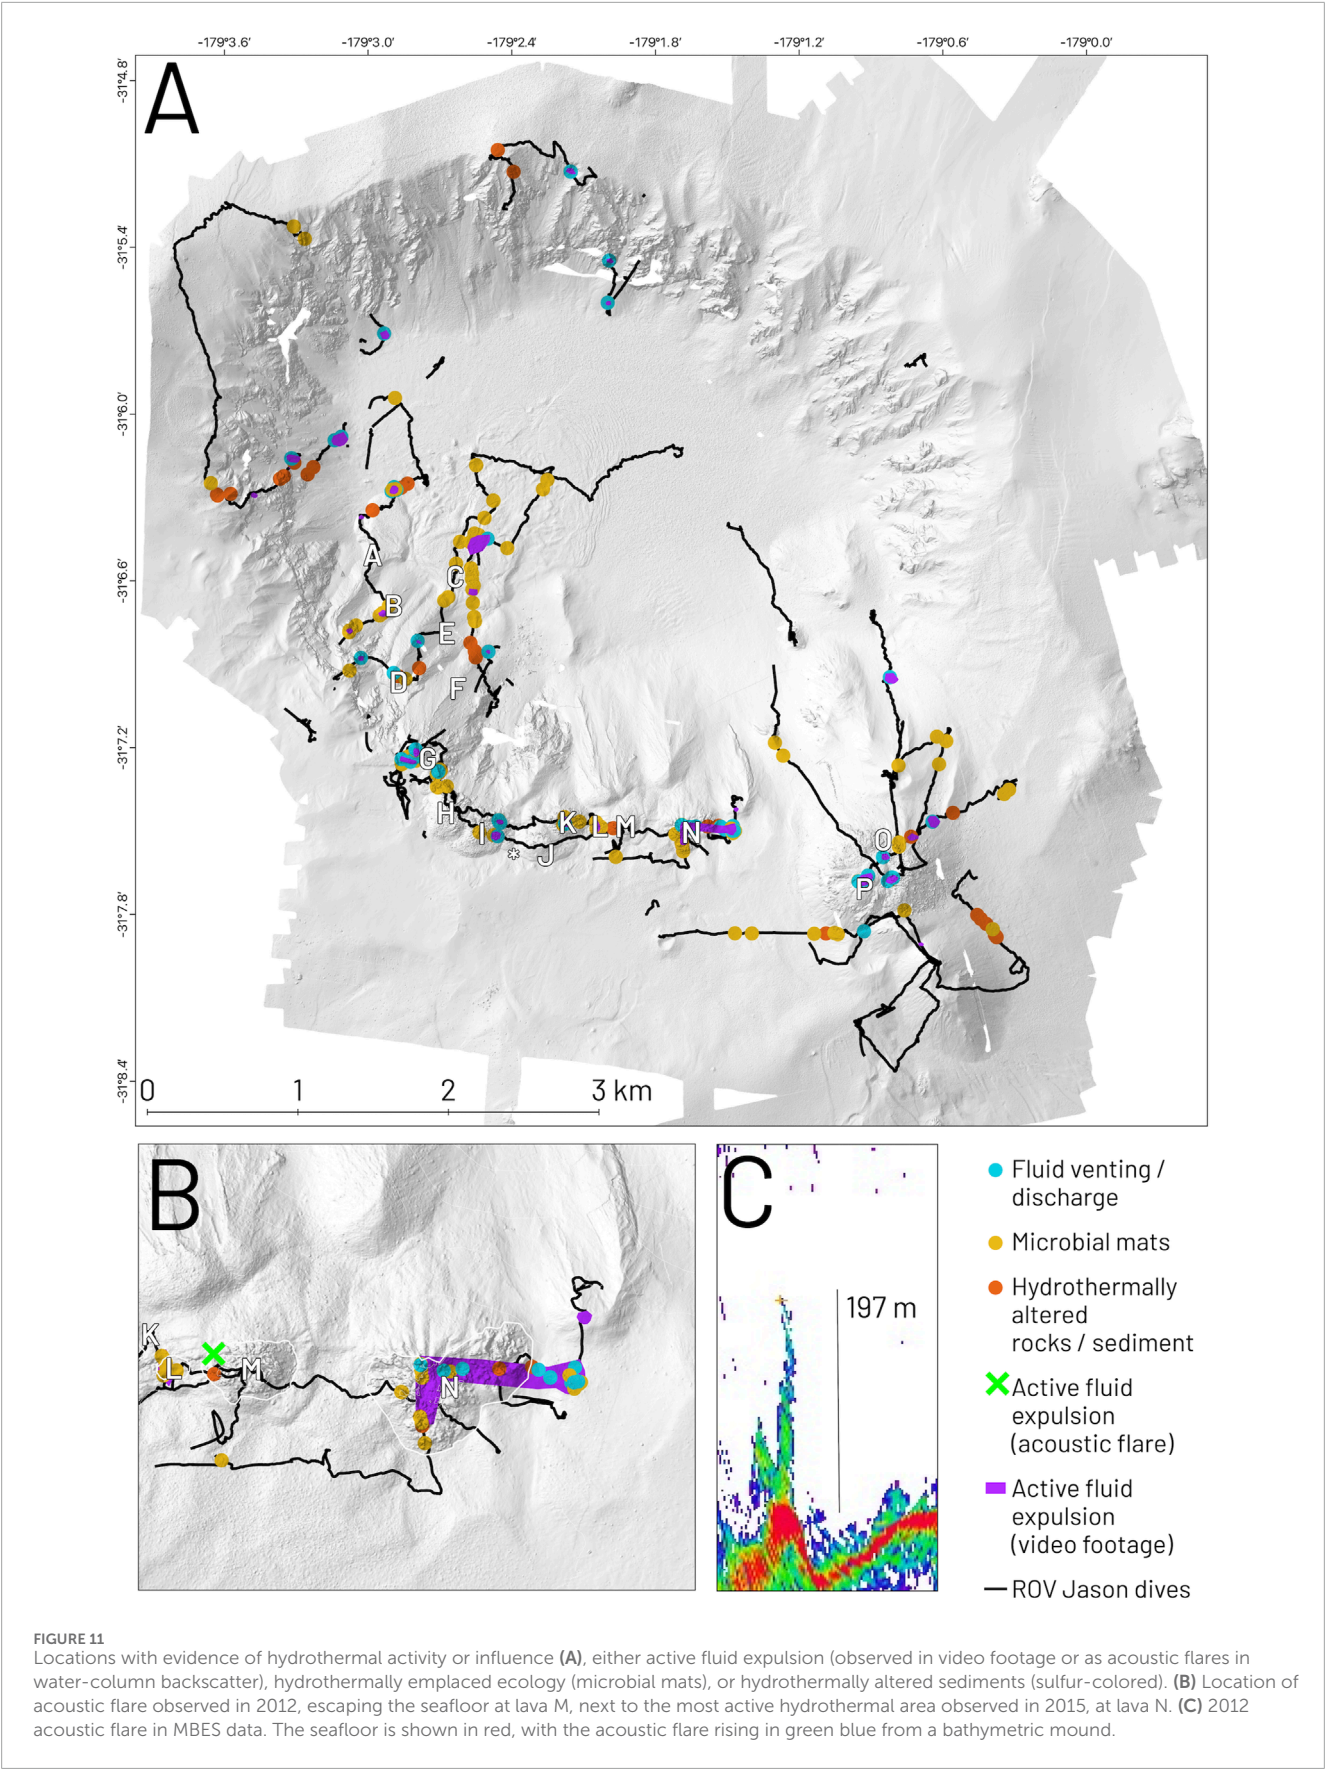 -179°3.6'
-179°3.0'
-179°2.4'
-179°1.8'
-179°1.2'
-179°0.6'
-179°0.0'
-31°4.8'
-31°5.4'
-31°6.0'
-31°6.6'
-31°7.2'
-31°7.8'
-31°8.4'
A
A
B
C
E
D
F
G
H
I
*
J
K
L
M
N
O
P
0
1
2
3 km
B
K
L
M
N
C
197 m
Fluid venting /
discharge
Microbial mats
Hydrothermally
altered
rocks / sediment
Active fluid
expulsion
(acoustic flare)
Active fluid
expulsion
(video footage)
ROV Jason dives
FIGURE 11
Locations with evidence of hydrothermal activity or influence (A), either active fluid expulsion (observed in video footage or as acoustic flares in
water-column backscatter), hydrothermally emplaced ecology (microbial mats), or hydrothermally altered sediments (sulfur-colored). (B) Location of
acoustic flare observed in 2012, escaping the seafloor at lava M, next to the most active hydrothermal area observed in 2015, at lava N. (C) 2012
acoustic flare in MBES data. The seafloor is shown in red, with the acoustic flare rising in green blue from a bathymetric mound.